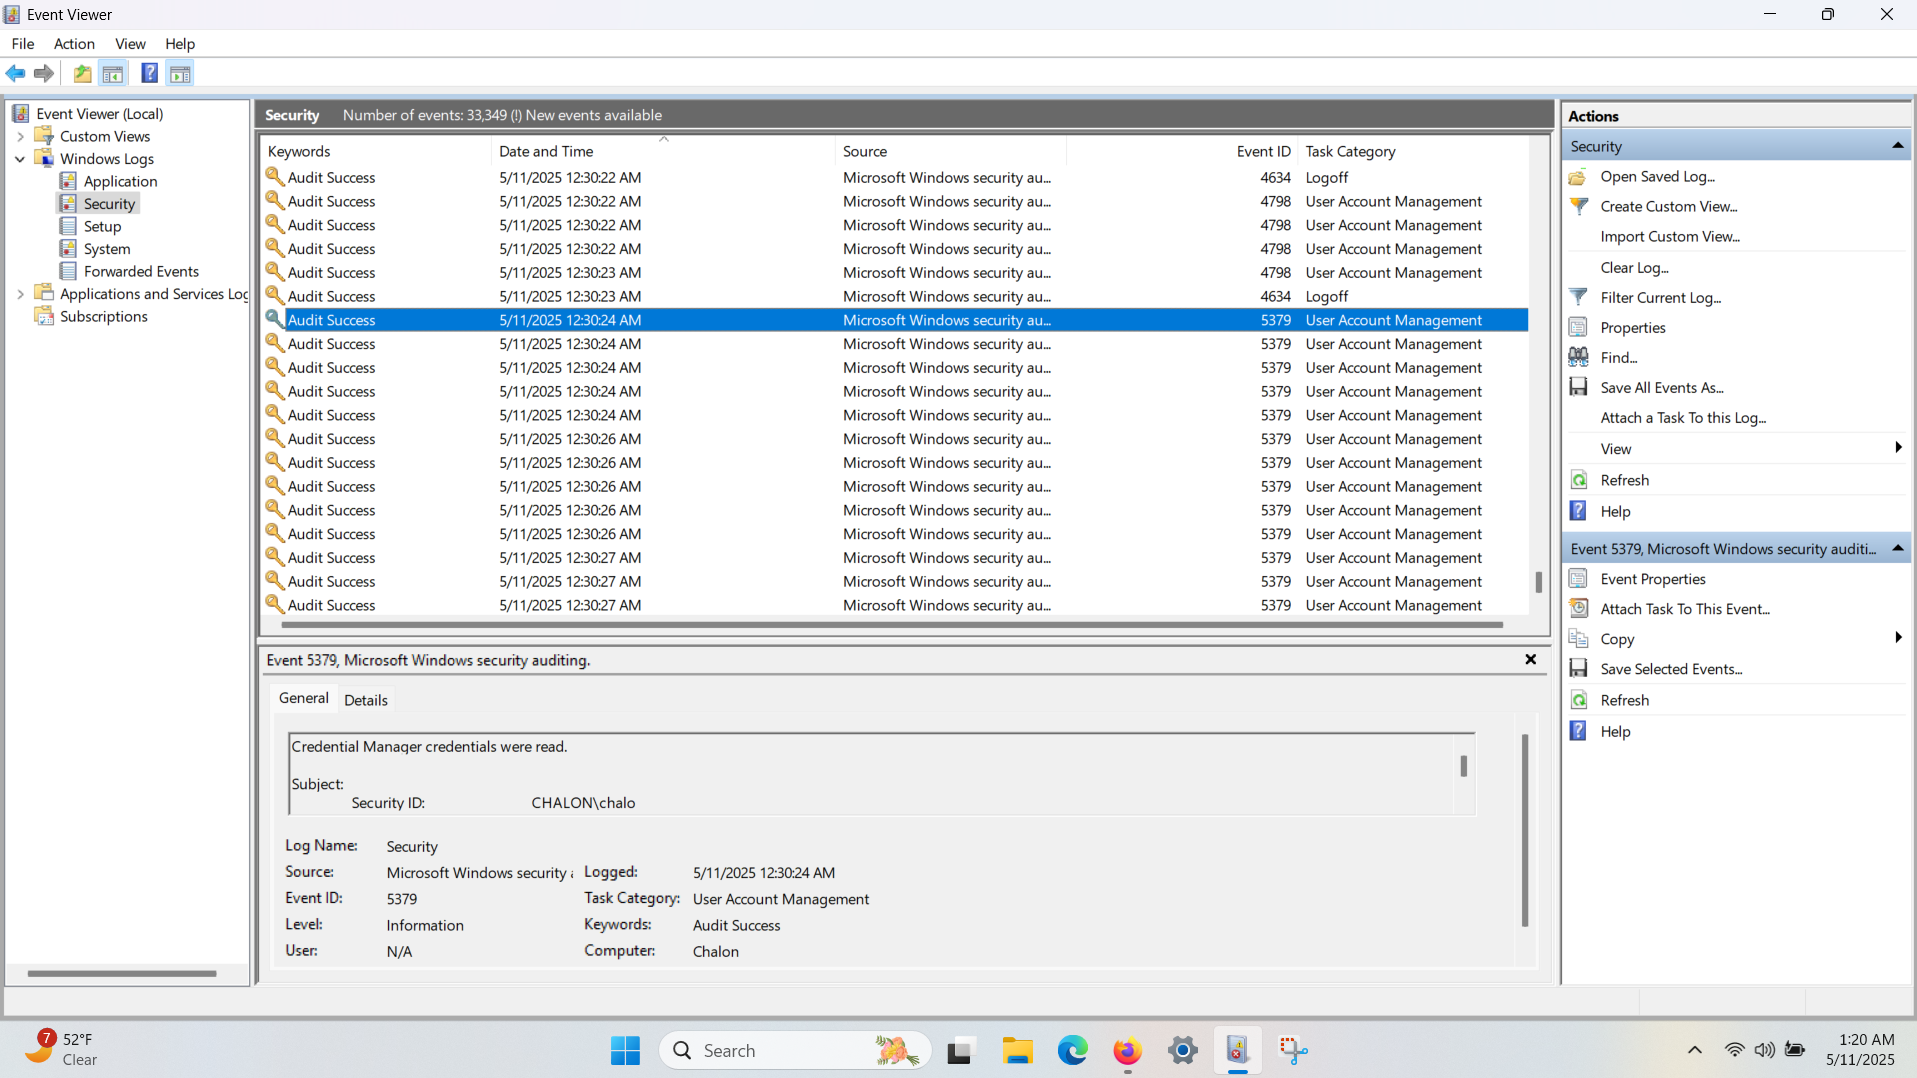 Event Viewer
File Action View Help
Event Viewer (Local)
Custom Views
Windows Logs
Application
Security
Setup
System
Forwarded Events
Applications and Services Log
Subscriptions
Security Number of events: 33,349 (!) New events available
Keywords Date and Time Source Event ID Task Category
Audit Success 5/11/2025 12:30:22 AM Microsoft Windows security au... 4634 Logoff
Audit Success 5/11/2025 12:30:22 AM Microsoft Windows security au... 4798 User Account Management
Audit Success 5/11/2025 12:30:22 AM Microsoft Windows security au... 4798 User Account Management
Audit Success 5/11/2025 12:30:22 AM Microsoft Windows security au... 4798 User Account Management
Audit Success 5/11/2025 12:30:23 AM Microsoft Windows security au... 4798 User Account Management
Audit Success 5/11/2025 12:30:23 AM Microsoft Windows security au... 4634 Logoff
Audit Success 5/11/2025 12:30:24 AM Microsoft Windows security au... 5379 User Account Management
Audit Success 5/11/2025 12:30:24 AM Microsoft Windows security au... 5379 User Account Management
Audit Success 5/11/2025 12:30:24 AM Microsoft Windows security au... 5379 User Account Management
Audit Success 5/11/2025 12:30:24 AM Microsoft Windows security au... 5379 User Account Management
Audit Success 5/11/2025 12:30:24 AM Microsoft Windows security au... 5379 User Account Management
Audit Success 5/11/2025 12:30:26 AM Microsoft Windows security au... 5379 User Account Management
Audit Success 5/11/2025 12:30:26 AM Microsoft Windows security au... 5379 User Account Management
Audit Success 5/11/2025 12:30:26 AM Microsoft Windows security au... 5379 User Account Management
Audit Success 5/11/2025 12:30:26 AM Microsoft Windows security au... 5379 User Account Management
Audit Success 5/11/2025 12:30:26 AM Microsoft Windows security au... 5379 User Account Management
Audit Success 5/11/2025 12:30:27 AM Microsoft Windows security au... 5379 User Account Management
Audit Success 5/11/2025 12:30:27 AM Microsoft Windows security au... 5379 User Account Management
Audit Success 5/11/2025 12:30:27 AM Microsoft Windows security au... 5379 User Account Management
Event 5379, Microsoft Windows security auditing.
General Details
Credential Manager credentials were read.
Subject:
Security ID: CHALON\chalo
Log Name: Security
Source: Microsoft Windows security Logged: 5/11/2025 12:30:24 AM
Event ID: 5379 Task Category: User Account Management
Level: Information Keywords: Audit Success
User: N/A Computer: Chalon
Actions
Security
Open Saved Log...
Create Custom View...
Import Custom View...
Clear Log...
Filter Current Log...
Properties
Find...
Save All Events As...
Attach a Task To this Log...
View
Refresh
Help
Event 5379, Microsoft Windows security auditi...
Event Properties
Attach Task To This Event...
Copy
Save Selected Events...
Refresh
Help
7
52°F
Clear
Search
1:20 AM
5/11/2025